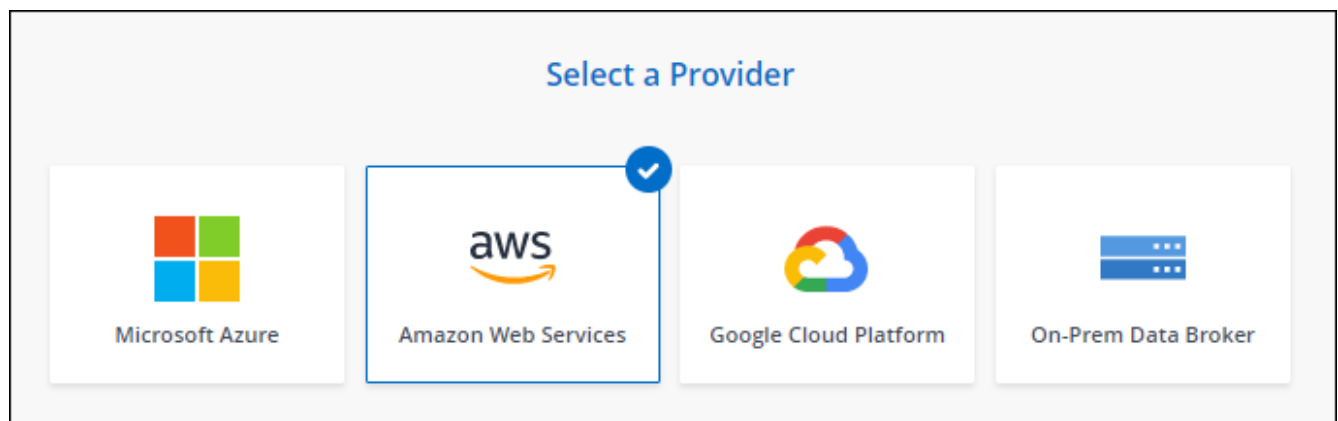 Select a Provider
aws
Microsoft Azure
Amazon Web Services
Google Cloud Platform
On-Prem Data Broker